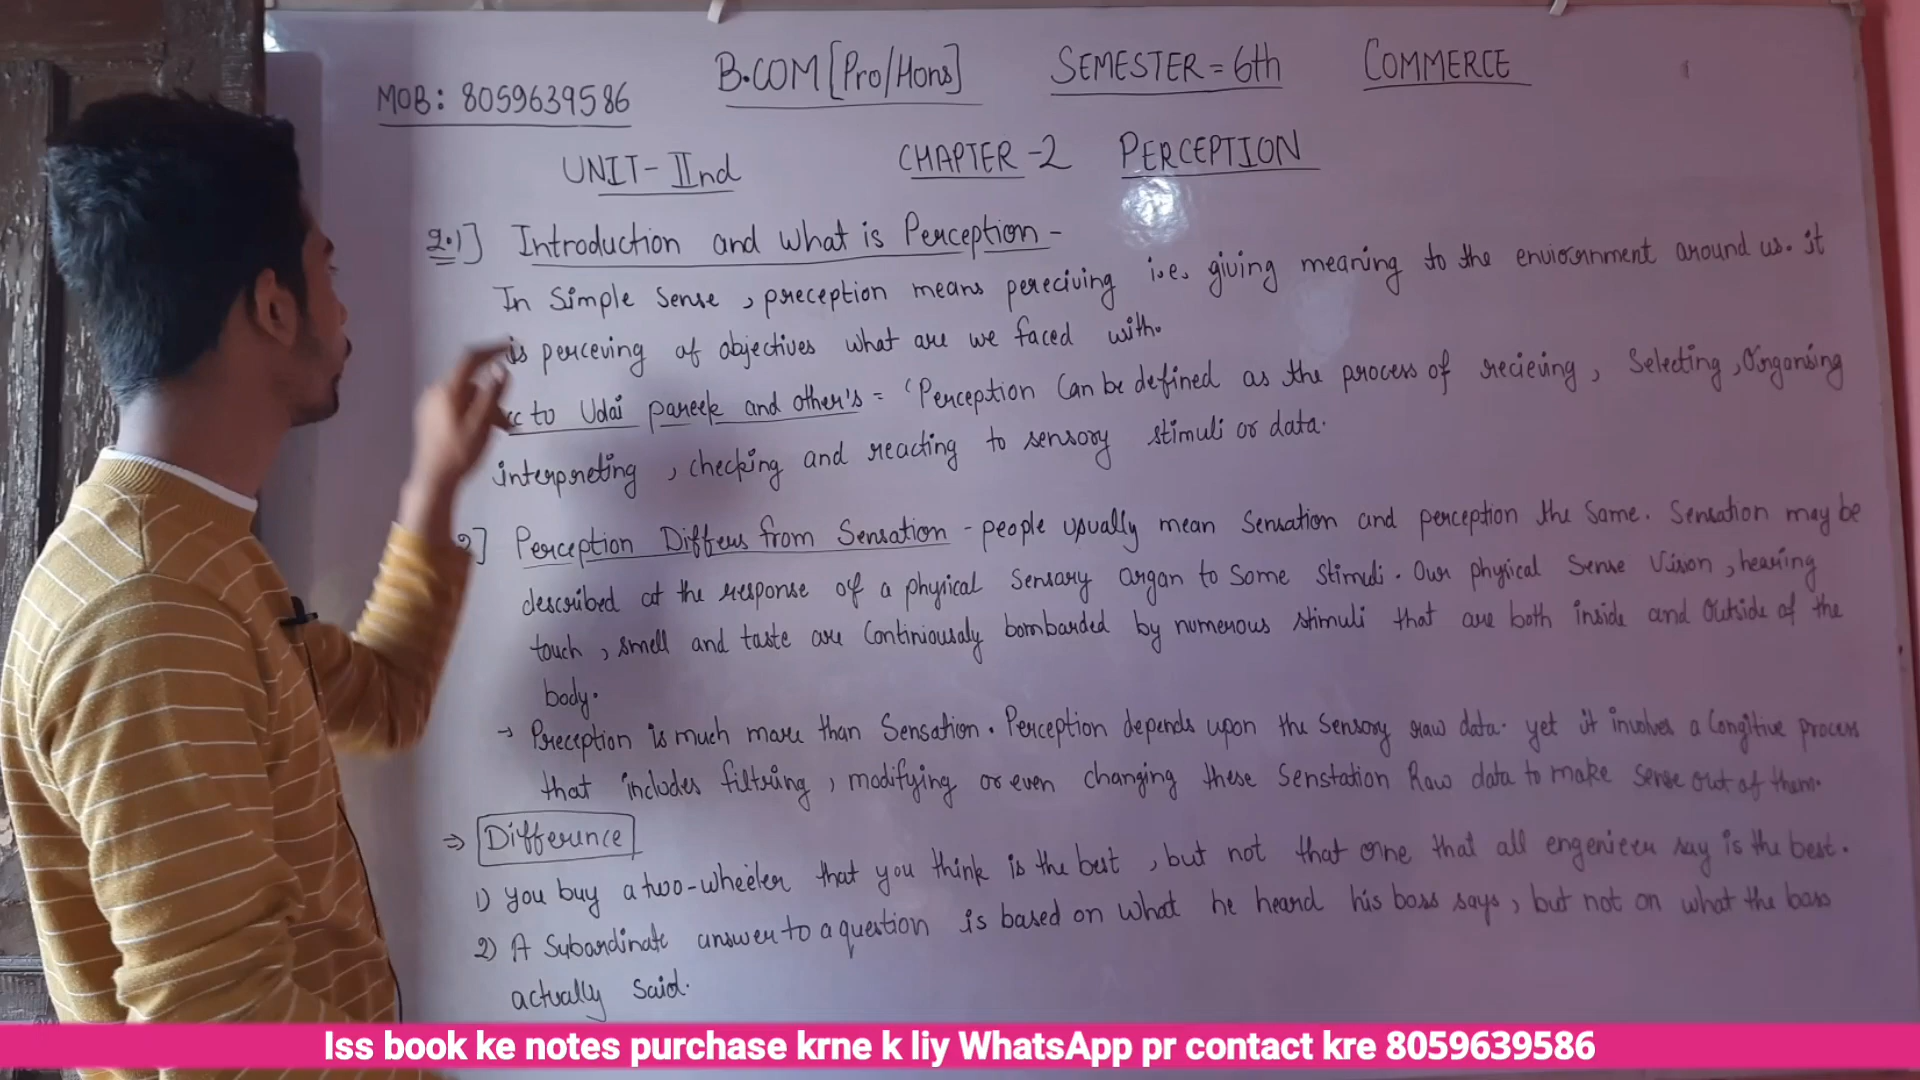 MOB: 8059639586 B.COM [Pro/Hons] SEMESTER = 6th COMMERCE
UNIT- IInd CHAPTER -2 PERCEPTION
2.1] Introduction and what is Perception -
In Simple Sense, preception means pereciving i.e. giving meaning to the enviornment around us. it
is perceving of objectives what are we faced with.
to Udai pareek and other's = 'Perception Can be defined as the process of recieving, Selecting, Organising
interpreting, checking and reacting to sensory stimuli or data.
2] Perception Differs from Sensation - people usually mean Sensation and perception the Same. Sensation may be
described at the response of a physical Sensary organ to Some Stimuli. Our physical Sense Vision, hearing
touch, smell and taste are Continiousaly bombarded by numerous stimuli that are both inside and Outside of the
body.
→ Preception is much more than Sensation. Perception depends upon the Sensory raw data. yet it involves a Congitive process
that includes filtring, modifying or even changing these Senstation Raw data to make Sense out of them.
⇒ Difference
1) you buy a two-wheeler that you think is the best, but not that one that all engenieer say is the best.
2) A Subordinate answer to a question is based on what he heard his boss says, but not on what the boss
actually Said.
Iss book ke notes purchase krne k liy WhatsApp pr contact kre 8059639586